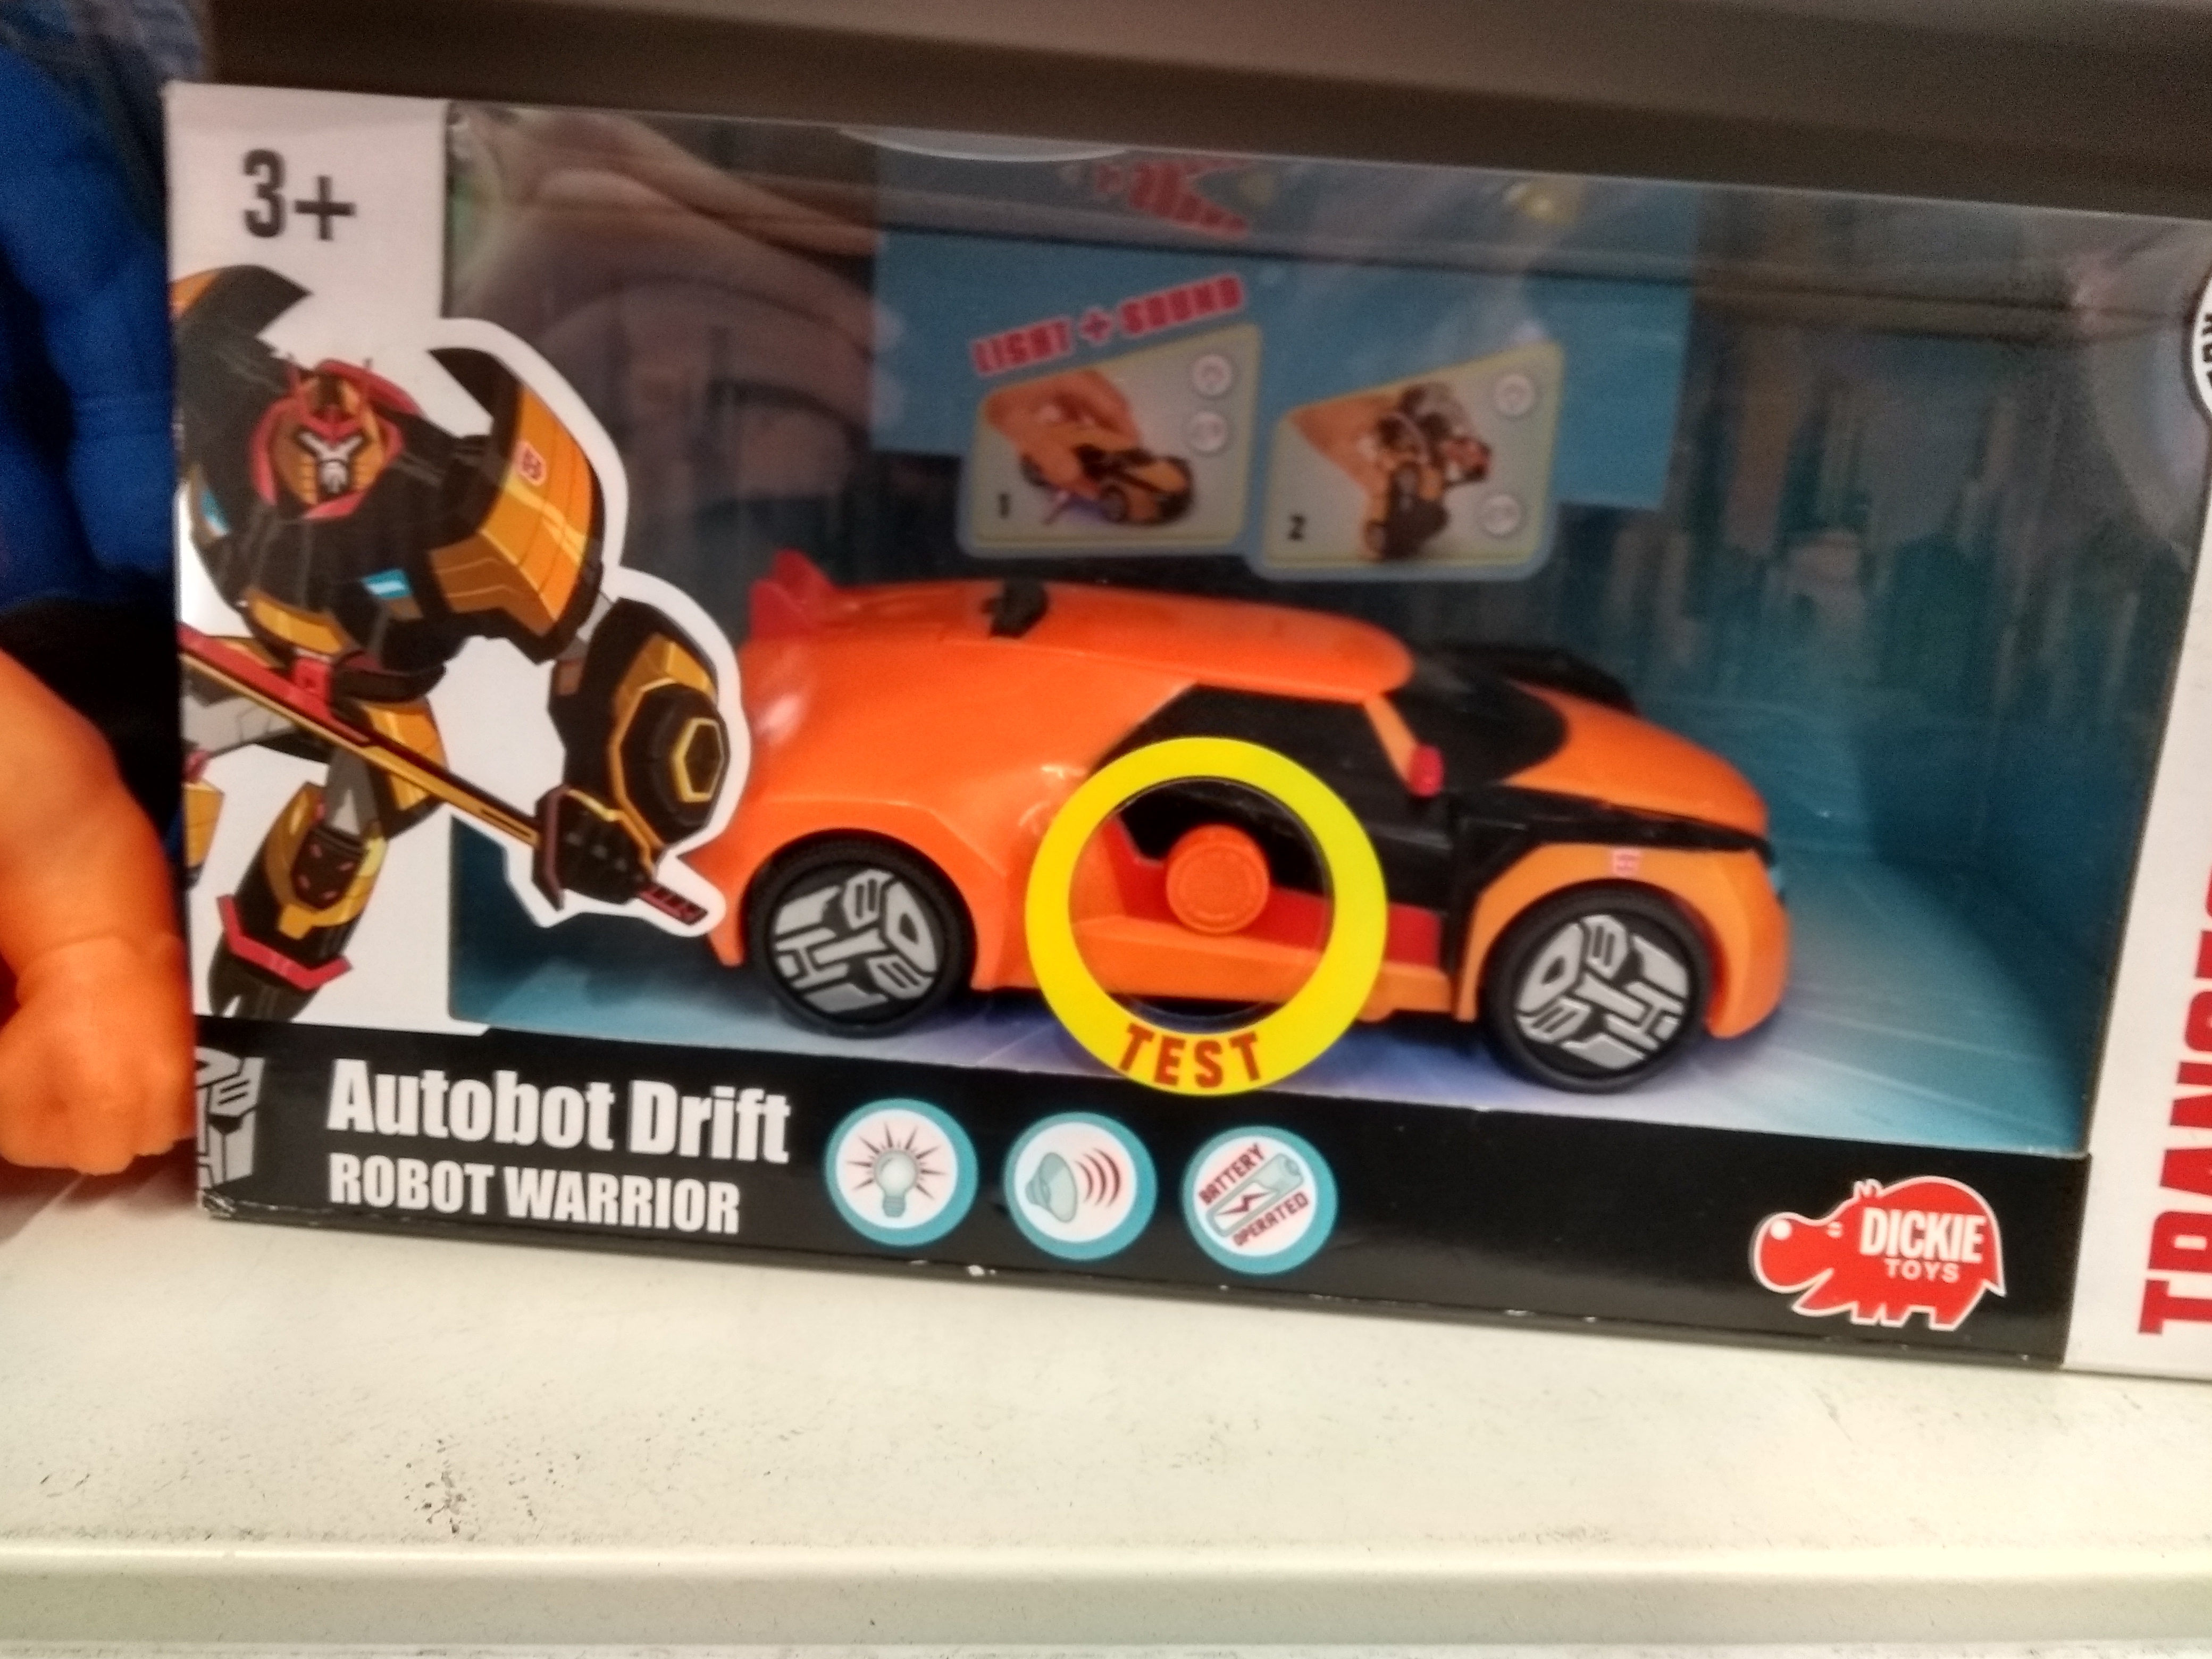 3+
LIGHT + SOUND
1
2
TEST
Autobot Drift
ROBOT WARRIOR
BATTERY
OPERATED
DICKIE
TOYS